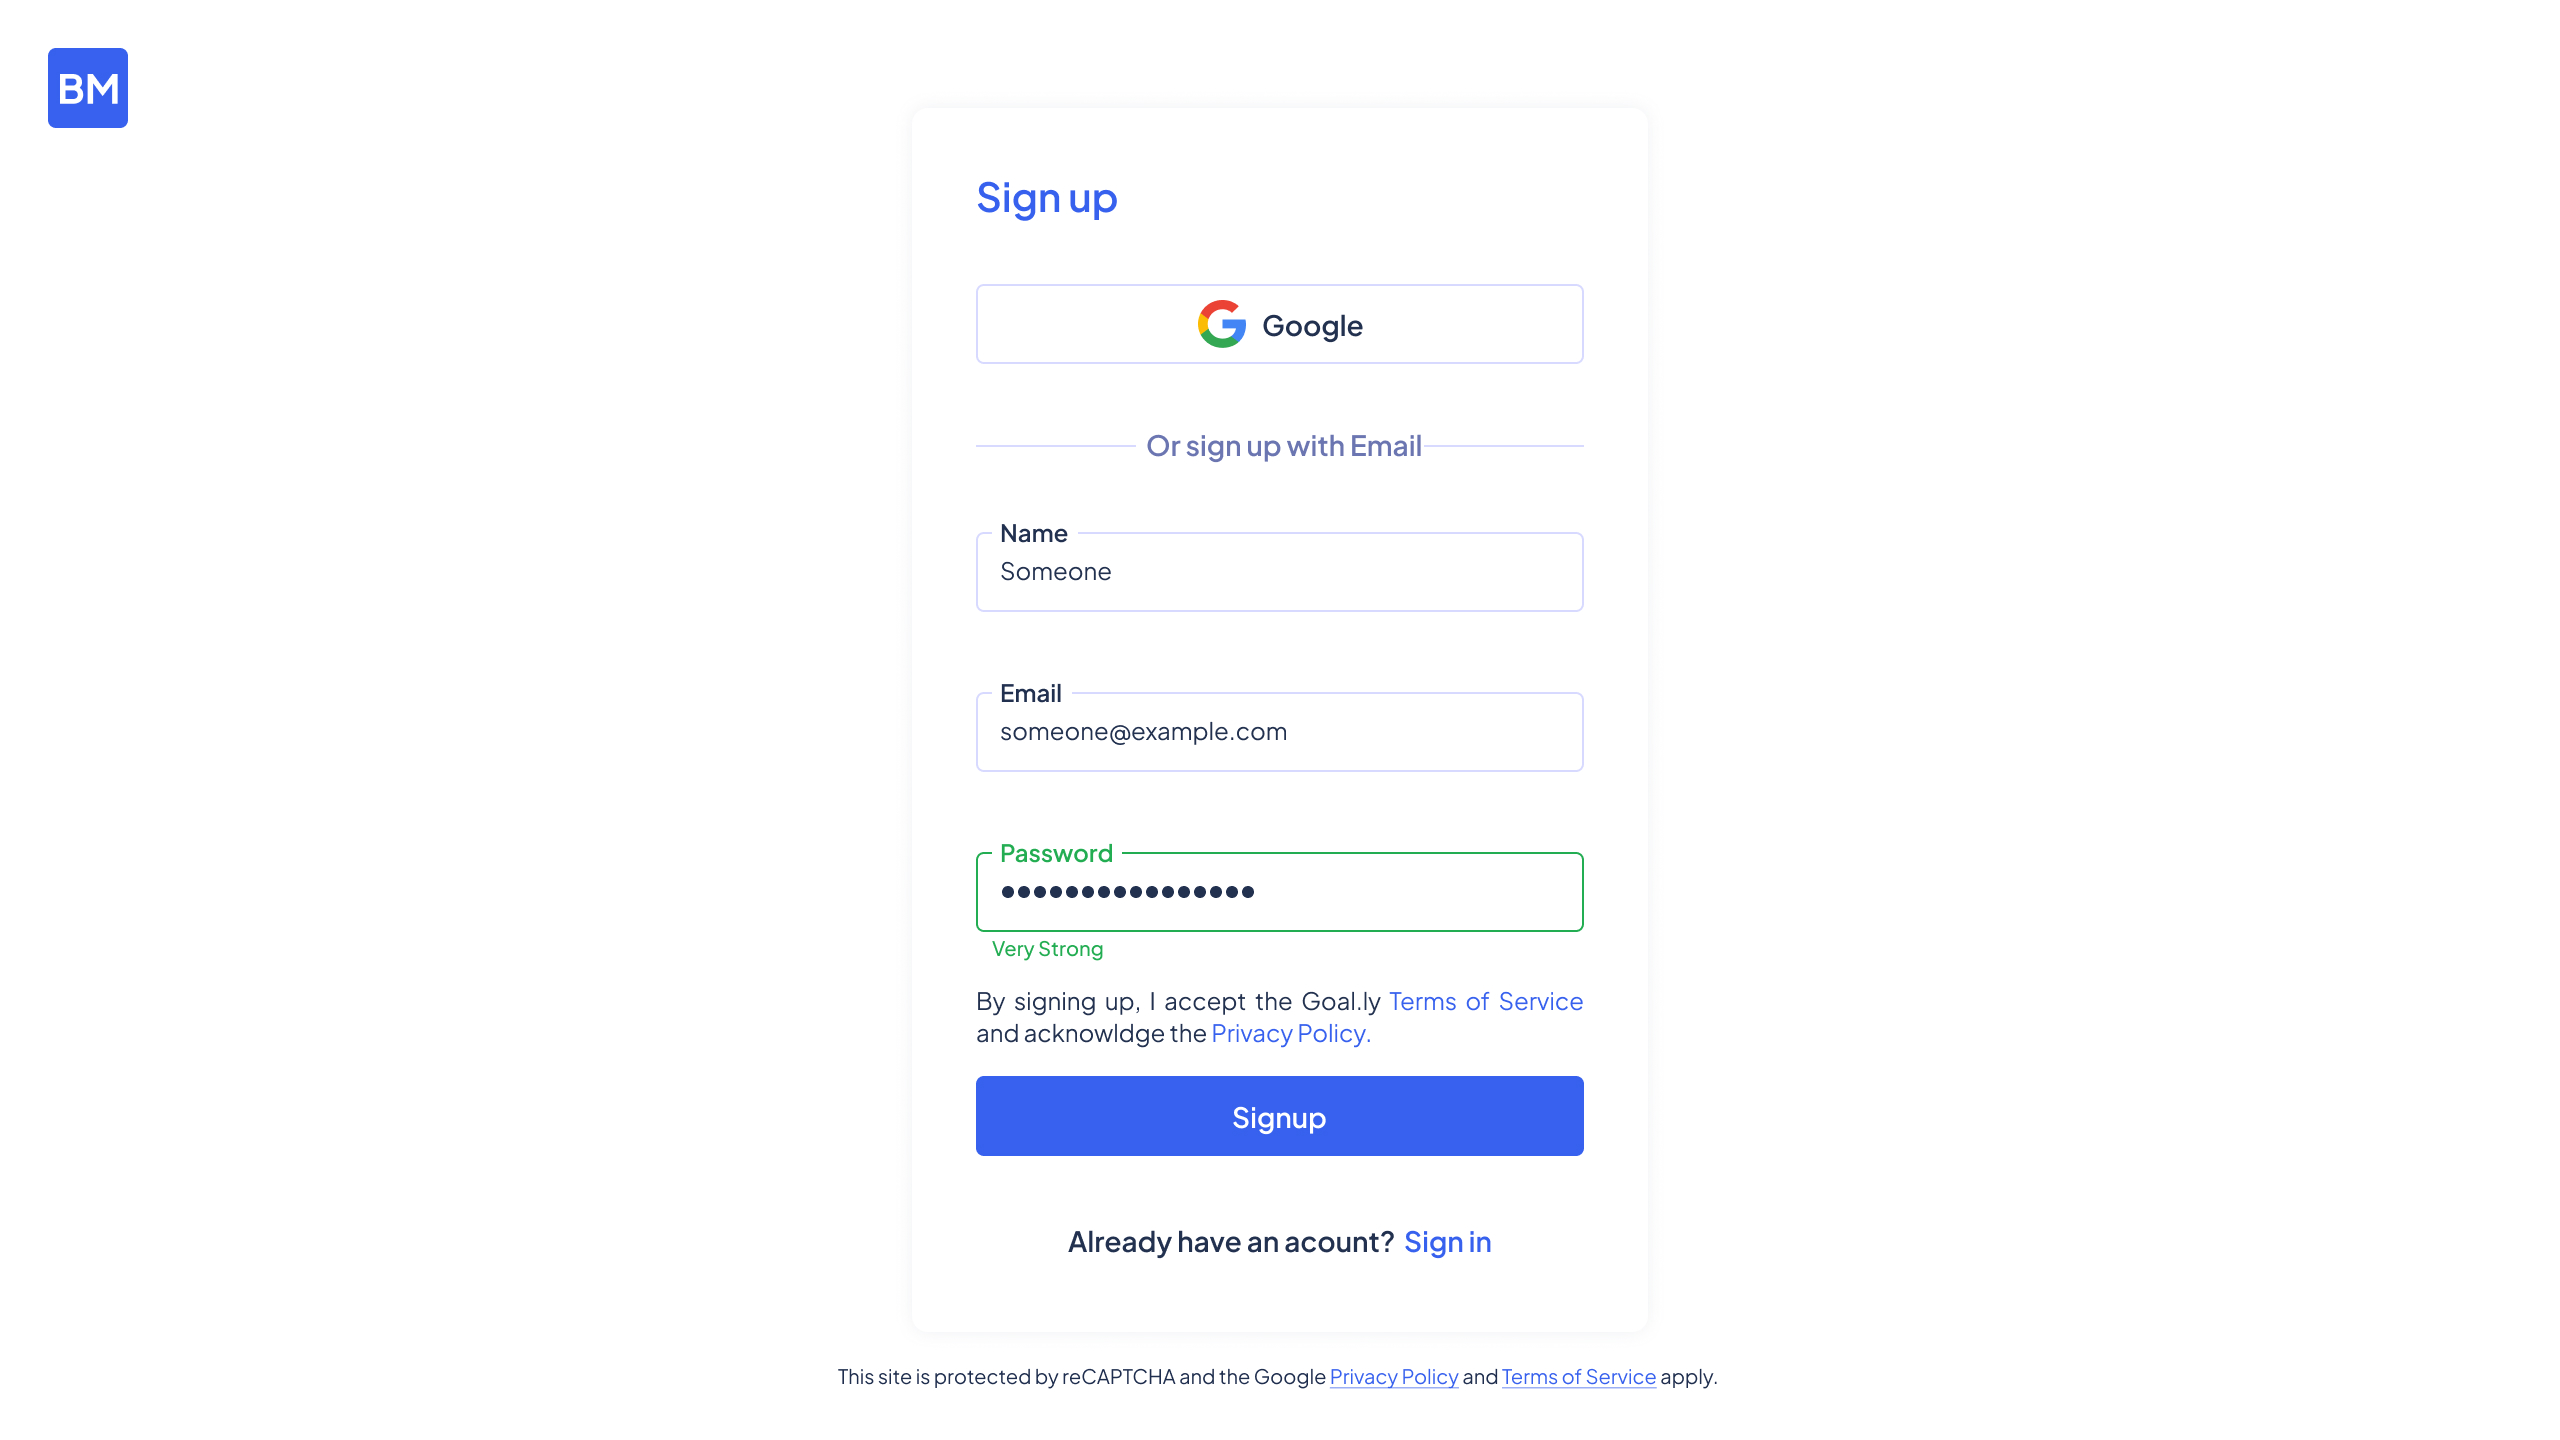 BM
Sign up
Google
Or sign up with Email
Name
Someone
Email
someone@example.com
Password
●●●●●●●●●●●●●●●●
Very Strong
By signing up, I accept the Goal.ly Terms of Service
and acknowldge the Privacy Policy.
Signup
Already have an acount? Sign in
This site is protected by reCAPTCHA and the Google Privacy Policy and Terms of Service apply.